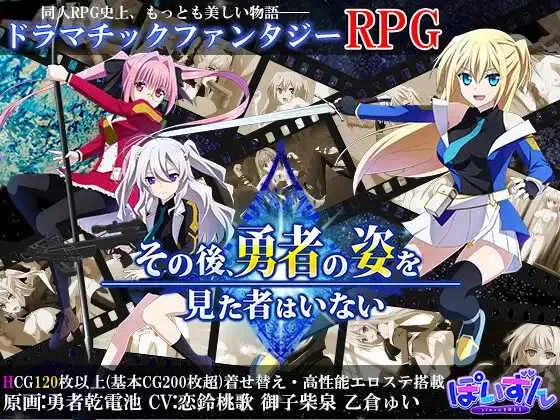 同人RPG史上、もっとも美しい物語――
ドラマチックファンタジーRPG
その後、勇者の姿を
見た者はいない
HCG120枚以上(基本CG200枚超)着せ替え・高性能エロステ搭載
原画:勇者乾電池 CV:恋鈴桃歌 御子柴泉 乙倉ゅい
ぱいずん
since2011